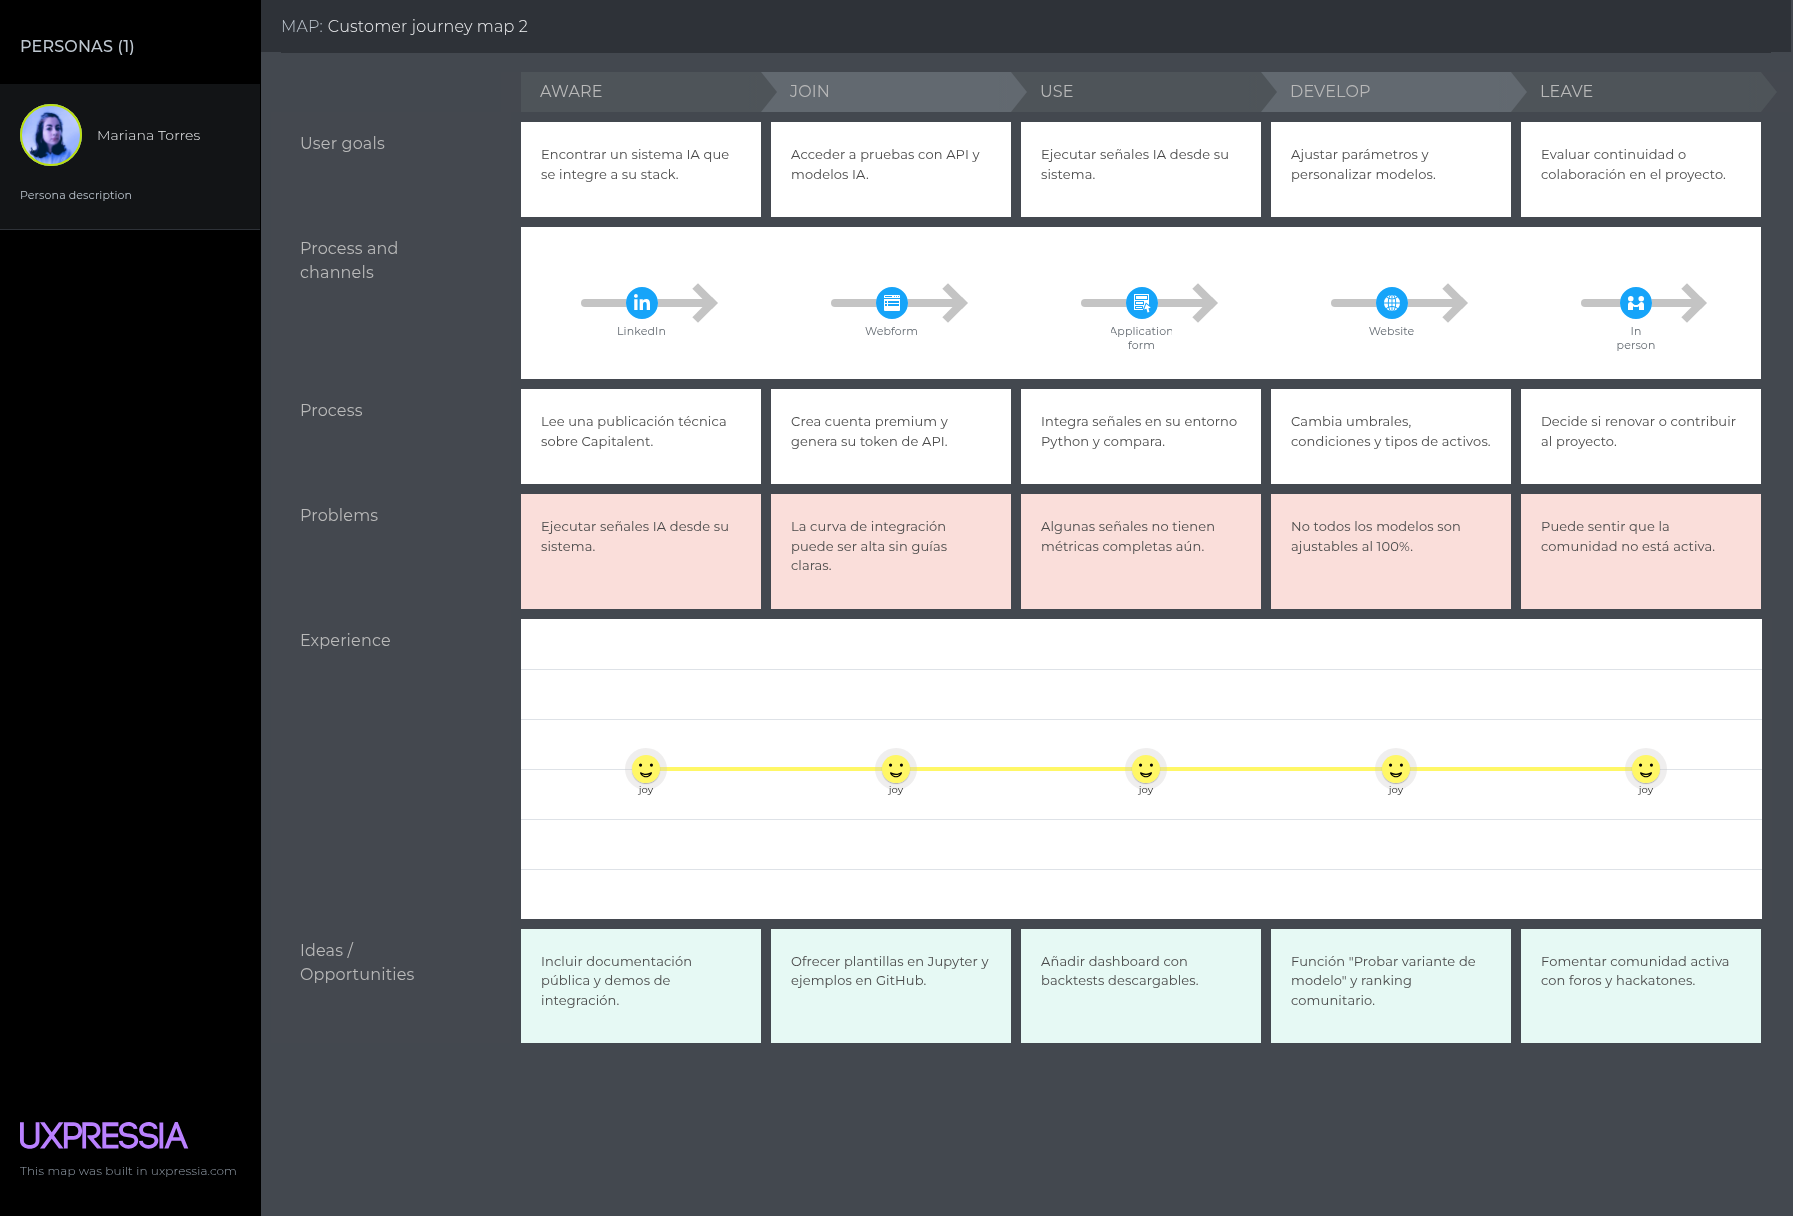 PERSONAS (1)
Mariana Torres
Persona description
MAP: Customer journey map 2
AWARE
JOIN
USE
DEVELOP
LEAVE
User goals
Encontrar un sistema IA que
se integre a su stack.
Acceder a pruebas con API y
modelos IA.
Ejecutar señales IA desde su
sistema.
Ajustar parámetros y
personalizar modelos.
Evaluar continuidad o
colaboración en el proyecto.
Process and
channels
in
LinkedIn
Webform
Application
form
Website
In
person
Process
Lee una publicación técnica
sobre Capitalent.
Crea cuenta premium y
genera su token de API.
Integra señales en su entorno
Python y compara.
Cambia umbrales,
condiciones y tipos de activos.
Decide si renovar o contribuir
al proyecto.
Problems
Ejecutar señales IA desde su
sistema.
La curva de integración
puede ser alta sin guías
claras.
Algunas señales no tienen
métricas completas aún.
No todos los modelos son
ajustables al 100%.
Puede sentir que la
comunidad no está activa.
Experience
joy
joy
joy
joy
joy
Ideas /
Opportunities
Incluir documentación
pública y demos de
integración.
Ofrecer plantillas en Jupyter y
ejemplos en GitHub.
Añadir dashboard con
backtests descargables.
Función "Probar variante de
modelo" y ranking
comunitario.
Fomentar comunidad activa
con foros y hackatones.
UXPRESSIA
This map was built in uxpressia.com